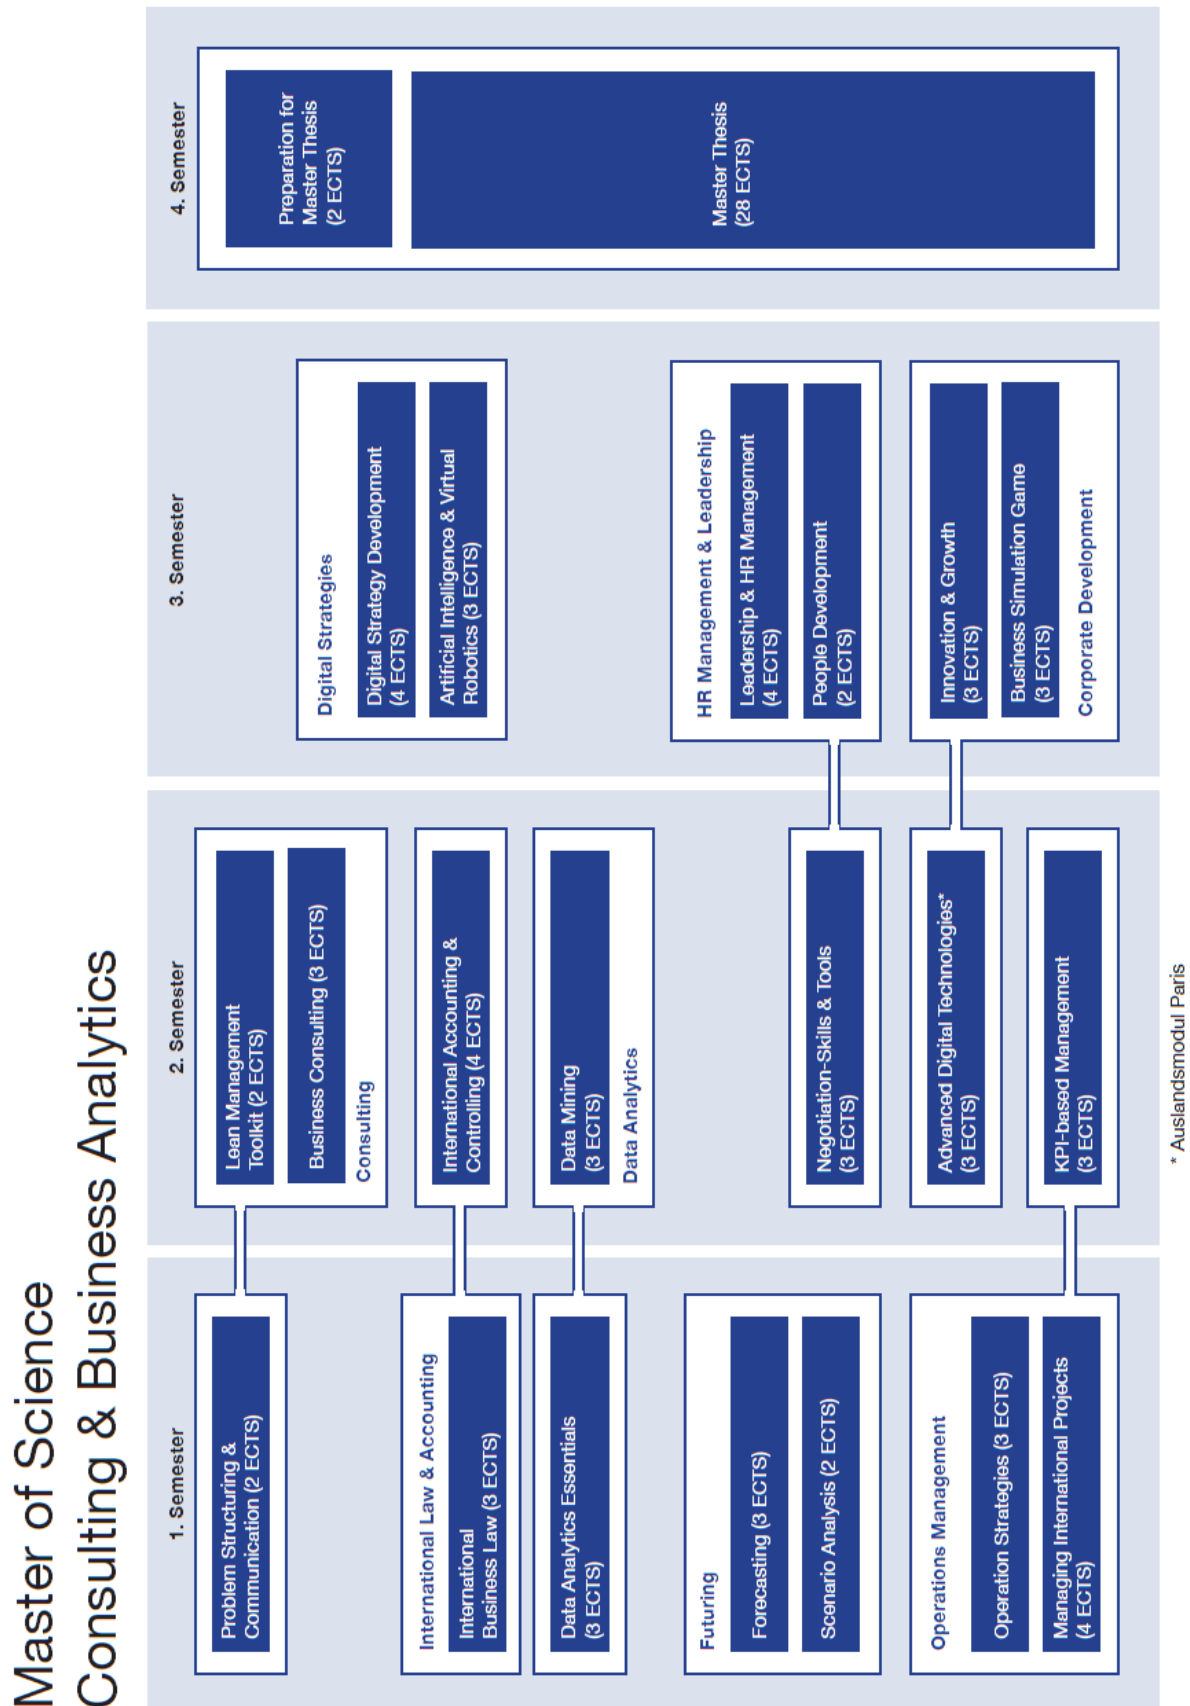 Master of Science
Consulting & Business Analytics
1. Semester
Problem Structuring &
Communication (2 ECTS)
International Law & Accounting
International
Business Law (3 ECTS)
Data Analytics Essentials
(3 ECTS)
Futuring
Forecasting (3 ECTS)
Scenario Analysis (2 ECTS)
Operations Management
Operation Strategies (3 ECTS)
Managing International Projects
(4 ECTS)
2. Semester
Lean Management
Toolkit (2 ECTS)
Business Consulting (3 ECTS)
Consulting
International Accounting &
Controlling (4 ECTS)
Data Mining
(3 ECTS)
Data Analytics
Negotiation-Skills & Tools
(3 ECTS)
Advanced Digital Technologies*
(3 ECTS)
KPI-based Management
(3 ECTS)
3. Semester
Digital Strategies
Digital Strategy Development
(4 ECTS)
Artificial Intelligence & Virtual
Robotics (3 ECTS)
HR Management & Leadership
Leadership & HR Management
(4 ECTS)
People Development
(2 ECTS)
Innovation & Growth
(3 ECTS)
Business Simulation Game
(3 ECTS)
Corporate Development
4. Semester
Preparation for
Master Thesis
(2 ECTS)
Master Thesis
(28 ECTS)
* Auslandsmodul Paris